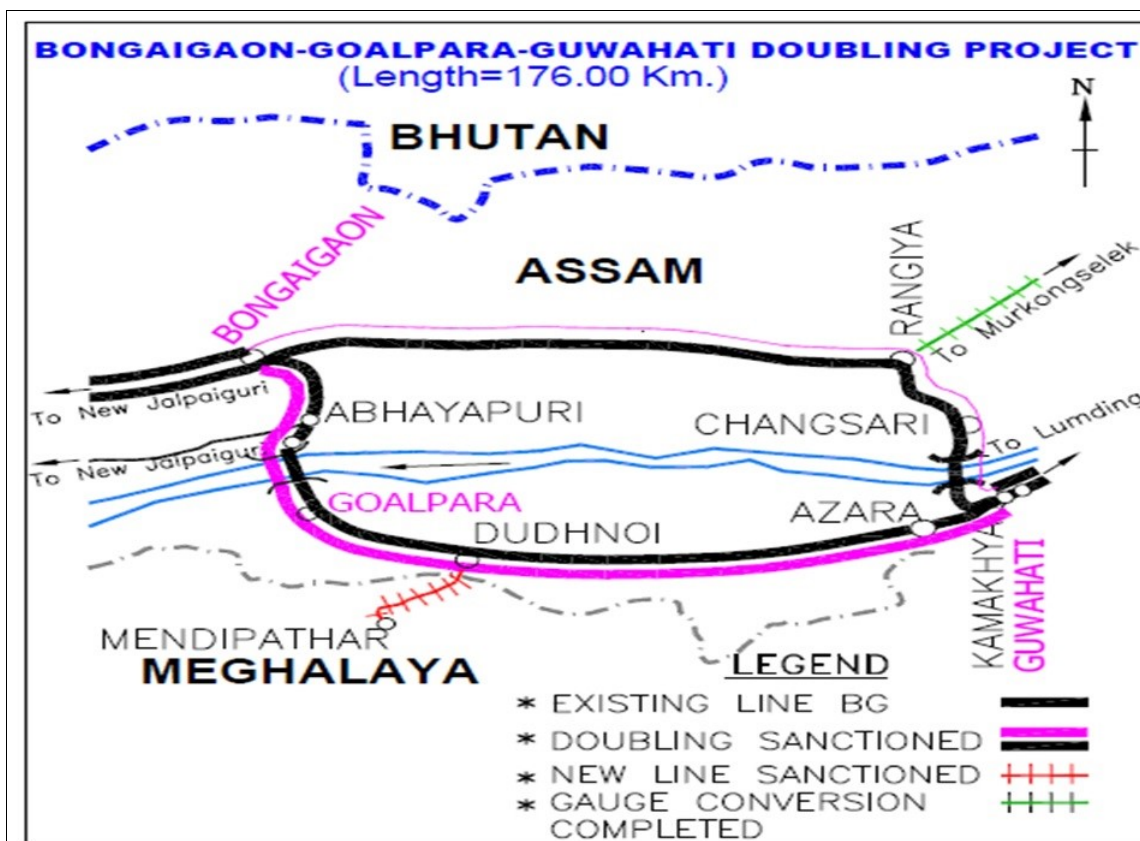 BONGAIGAON-GOALPARA-GUWAHATI DOUBLING PROJECT
(Length=176.00 Km.)
N
BHUTAN
BONGAIGAON
ASSAM
RANGIYA
To Murkongselek
To New Jalpaiguri
ABHAYAPURI
CHANGSARI
To Lumding
To New Jalpaiguri
GOALPARA
AZARA
DUDHNOI
KAMAKHYA
GUWAHATI
MENDIPATHAR
MEGHALAYA
LEGEND
* EXISTING LINE BG
* DOUBLING SANCTIONED
* NEW LINE SANCTIONED
* GAUGE CONVERSION
COMPLETED